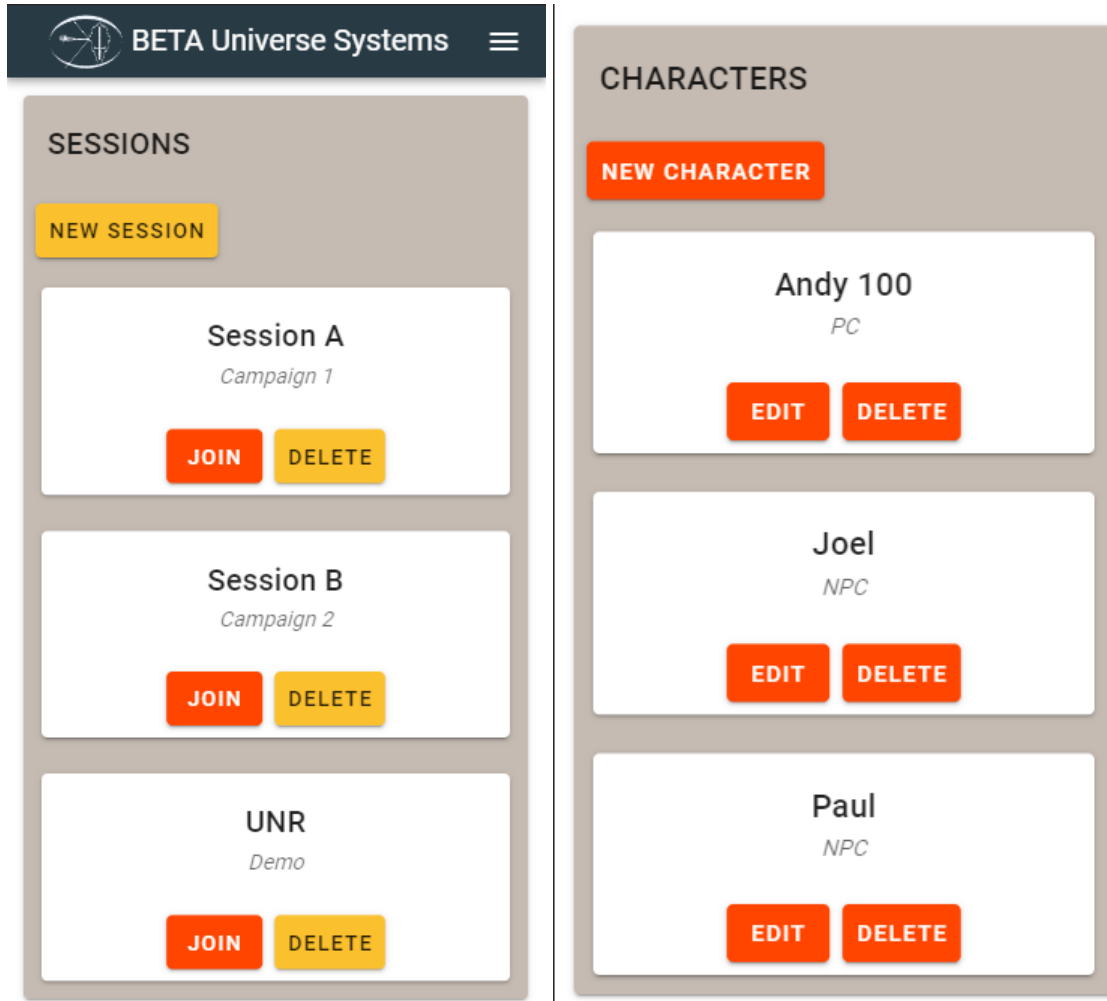 BETA Universe Systems
SESSIONS
NEW SESSION
Session A
Campaign 1
JOIN DELETE
Session B
Campaign 2
JOIN DELETE
UNR
Demo
JOIN DELETE
CHARACTERS
NEW CHARACTER
Andy 100
PC
EDIT DELETE
Joel
NPC
EDIT DELETE
Paul
NPC
EDIT DELETE